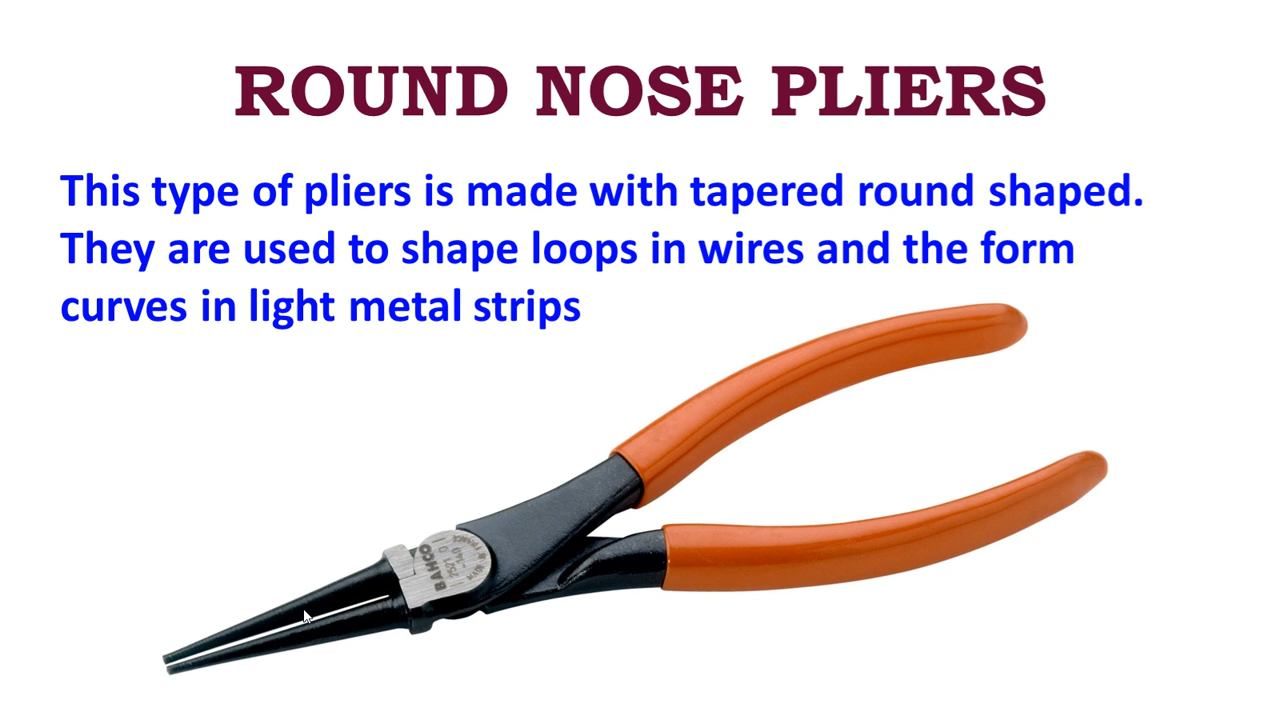 ROUND NOSE PLIERS
This type of pliers is made with tapered round shaped.
They are used to shape loops in wires and the form
curves in light metal strips
BAHCO
2521 D